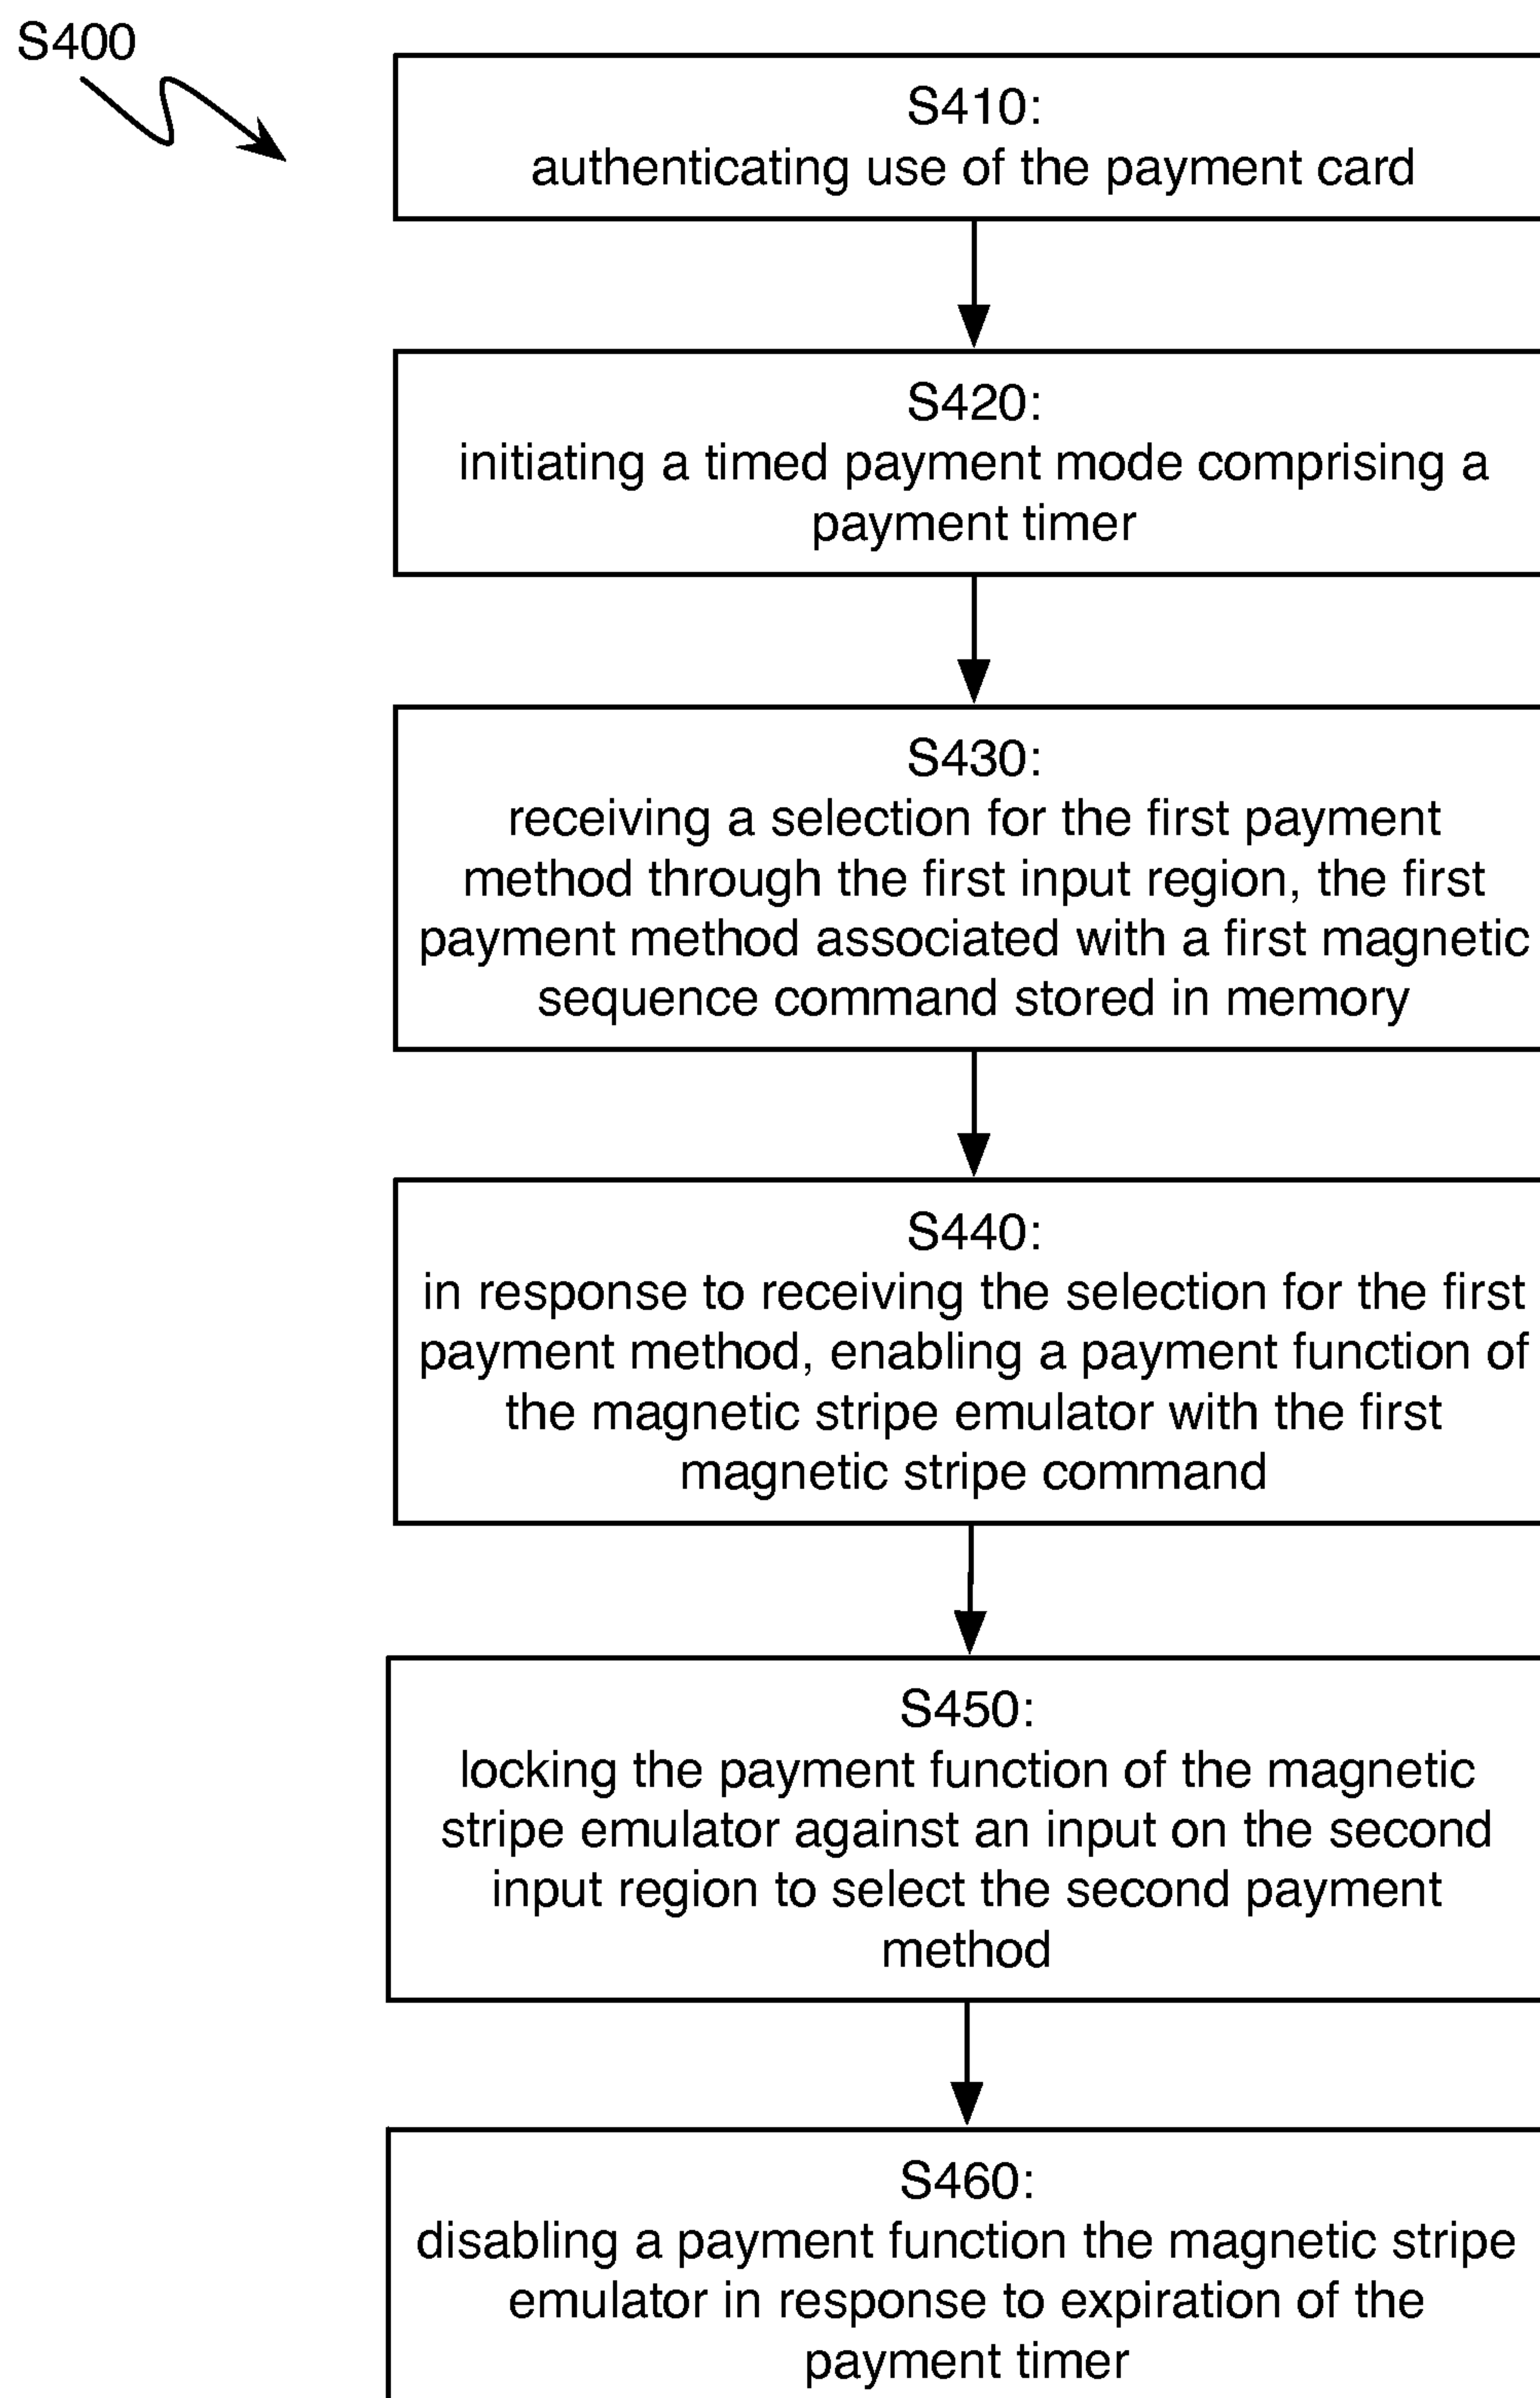 S400
S410:
authenticating use of the payment card
S420:
initiating a timed payment mode comprising a
payment timer
S430:
receiving a selection for the first payment
method through the first input region, the first
payment method associated with a first magnetic
sequence command stored in memory
S440:
in response to receiving the selection for the first
payment method, enabling a payment function of
the magnetic stripe emulator with the first
magnetic stripe command
S450:
locking the payment function of the magnetic
stripe emulator against an input on the second
input region to select the second payment
method
S460:
disabling a payment function the magnetic stripe
emulator in response to expiration of the
payment timer